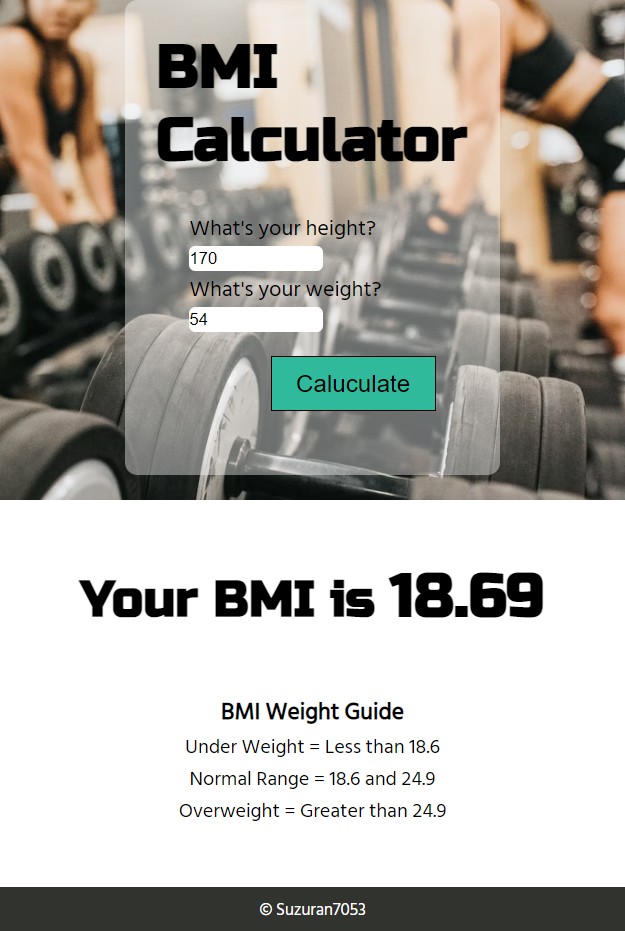 BMI
Calculator
What's your height?
170
What's your weight?
54
Caluculate
Your BMI is 18.69
BMI Weight Guide
Under Weight = Less than 18.6
Normal Range = 18.6 and 24.9
Overweight = Greater than 24.9
© Suzuran7053